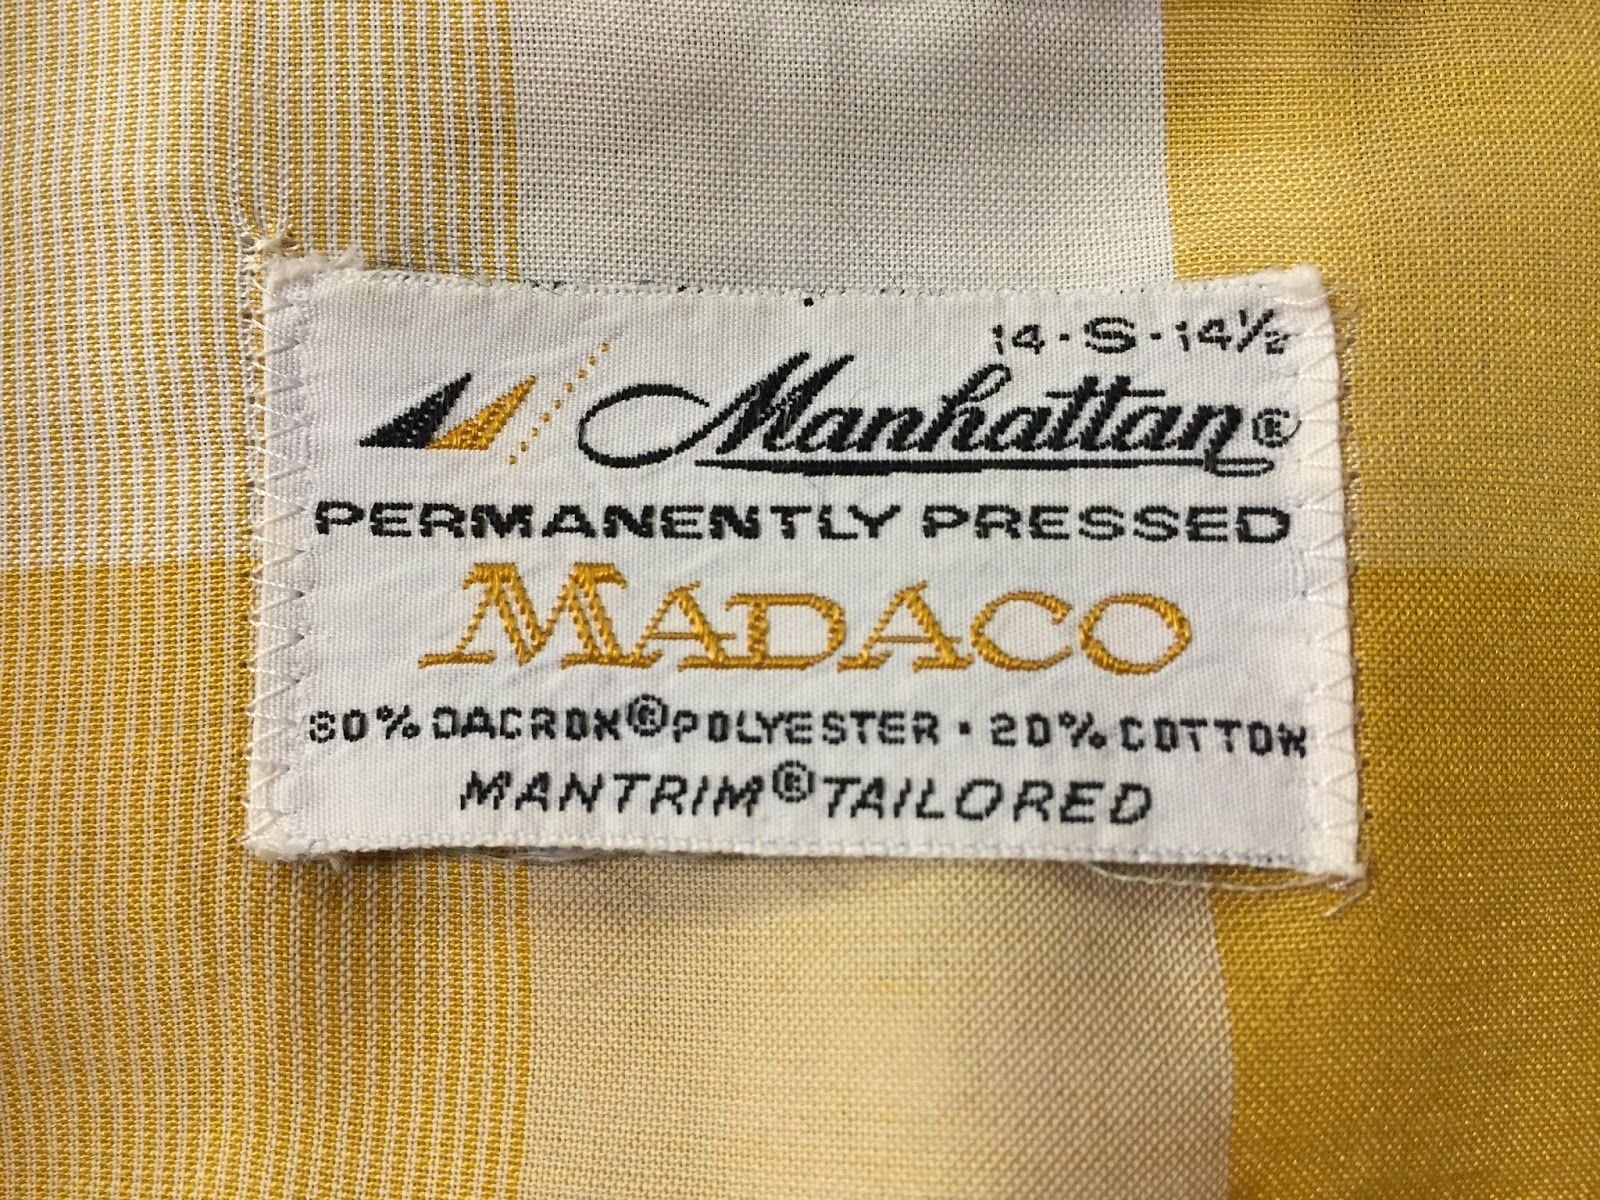 14·S·14½
Manhattan®
PERMANENTLY PRESSED
MADACO
80% DACRON® POLYESTER · 20% COTTON
MANTRIM® TAILORED